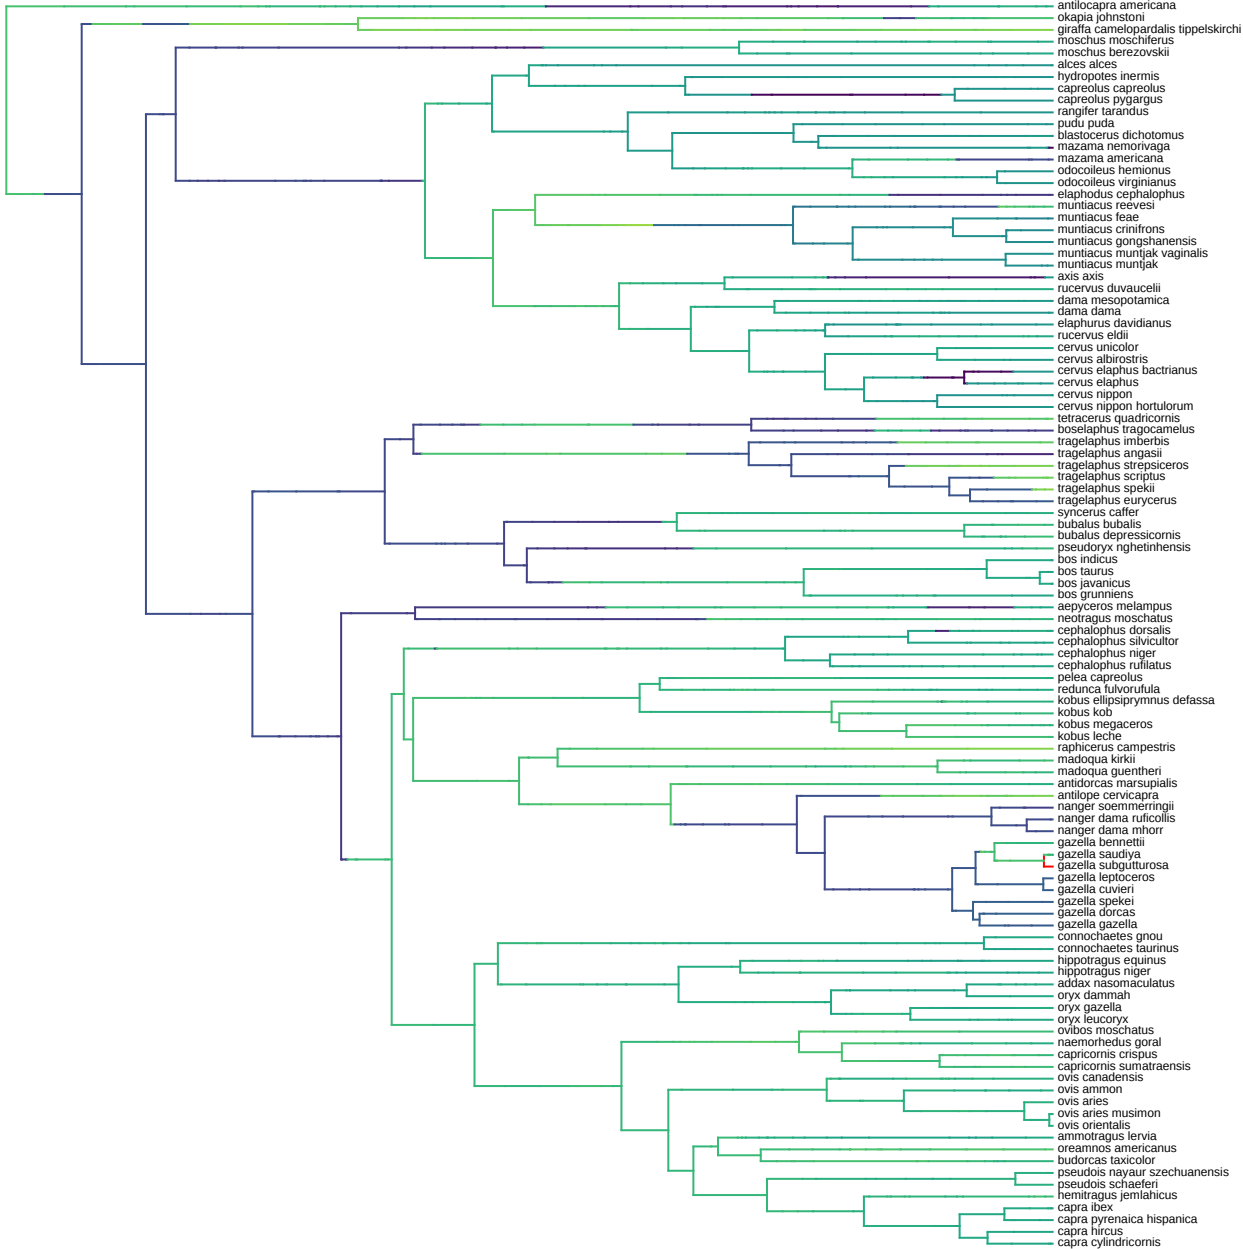 antilocapra americana
okapia johnstoni
giraffa camelopardalis tippelskirchi
moschus moschiferus
moschus berezovskii
alces alces
hydropotes inermis
capreolus capreolus
capreolus pygargus
rangifer tarandus
pudu puda
blastocerus dichotomus
mazama nemorivaga
mazama americana
odocoileus hemionus
odocoileus virginianus
elaphodus cephalophus
muntiacus reevesi
muntiacus feae
muntiacus crinifrons
muntiacus gongshanensis
muntiacus muntjak vaginalis
muntiacus muntjak
axis axis
rucervus duvaucelii
dama mesopotamica
dama dama
elaphurus davidianus
rucervus eldii
cervus unicolor
cervus albirostris
cervus elaphus bactrianus
cervus elaphus
cervus nippon
cervus nippon hortulorum
tetracerus quadricornis
boselaphus tragocamelus
tragelaphus imberbis
tragelaphus angasii
tragelaphus strepsiceros
tragelaphus scriptus
tragelaphus spekii
tragelaphus eurycerus
syncerus caffer
bubalus bubalis
bubalus depressicornis
pseudoryx nghetinhensis
bos indicus
bos taurus
bos javanicus
bos grunniens
aepyceros melampus
neotragus moschatus
cephalophus dorsalis
cephalophus silvicultor
cephalophus niger
cephalophus rufilatus
pelea capreolus
redunca fulvorufula
kobus ellipsiprymnus defassa
kobus kob
kobus megaceros
kobus leche
raphicerus campestris
madoqua kirkii
madoqua guentheri
antidorcas marsupialis
antilope cervicapra
nanger soemmerringii
nanger dama ruficollis
nanger dama mhorr
gazella bennettii
gazella saudiya
gazella subgutturosa
gazella leptoceros
gazella cuvieri
gazella spekei
gazella dorcas
gazella gazella
connochaetes gnou
connochaetes taurinus
hippotragus equinus
hippotragus niger
addax nasomaculatus
oryx dammah
oryx gazella
oryx leucoryx
ovibos moschatus
naemorhedus goral
capricornis crispus
capricornis sumatraensis
ovis canadensis
ovis ammon
ovis aries
ovis aries musimon
ovis orientalis
ammotragus lervia
oreamnos americanus
budorcas taxicolor
pseudois nayaur szechuanensis
pseudois schaeferi
hemitragus jemlahicus
capra ibex
capra pyrenaica hispanica
capra hircus
capra cylindricornis